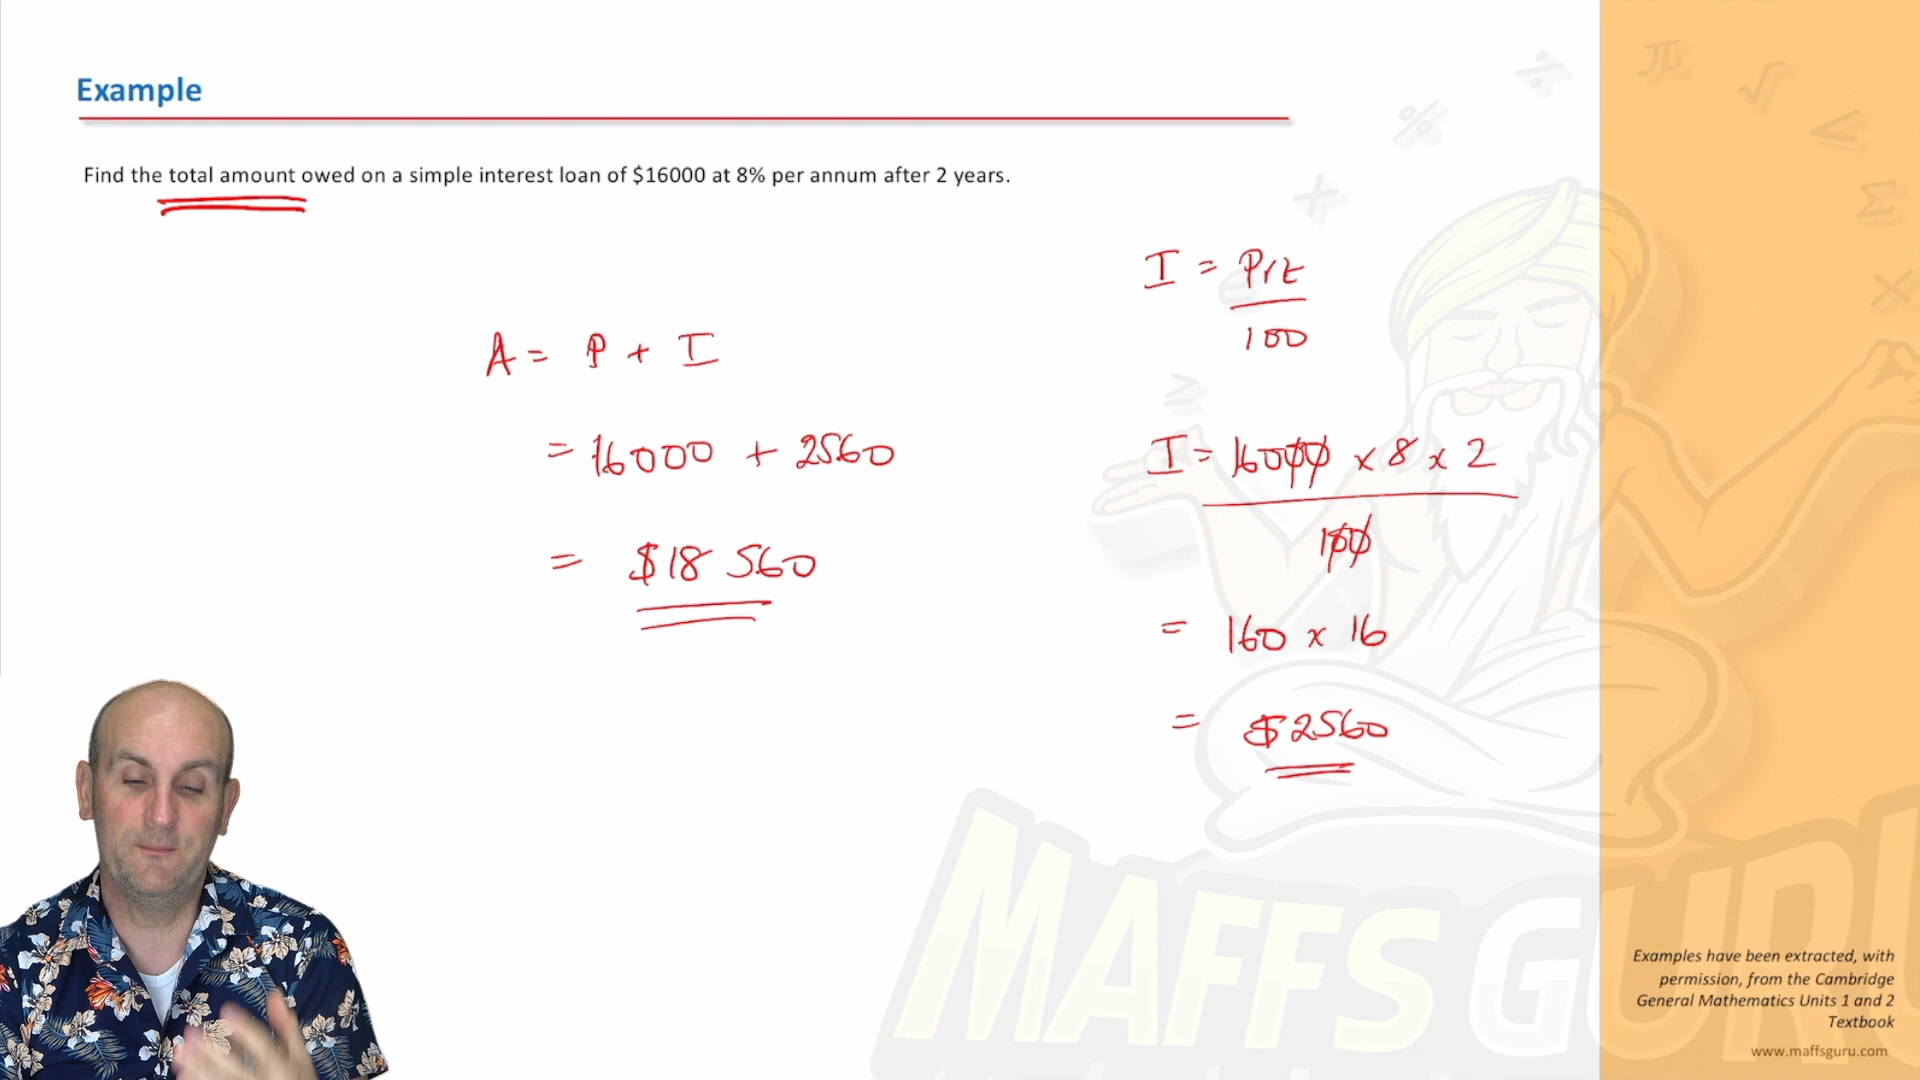 Example
Find the total amount owed on a simple interest loan of $16000 at 8% per annum after 2 years.
A = P + I
= 16000 + 2560
= $18 560
I = Prt
100
I = 16000 x 8 x 2
100
= 160 x 16
= $2560
÷
%
+
≥
π
√
∠
Σ
×
MAFFS GURU
Examples have been extracted, with
permission, from the Cambridge
General Mathematics Units 1 and 2
Textbook
www.maffsguru.com